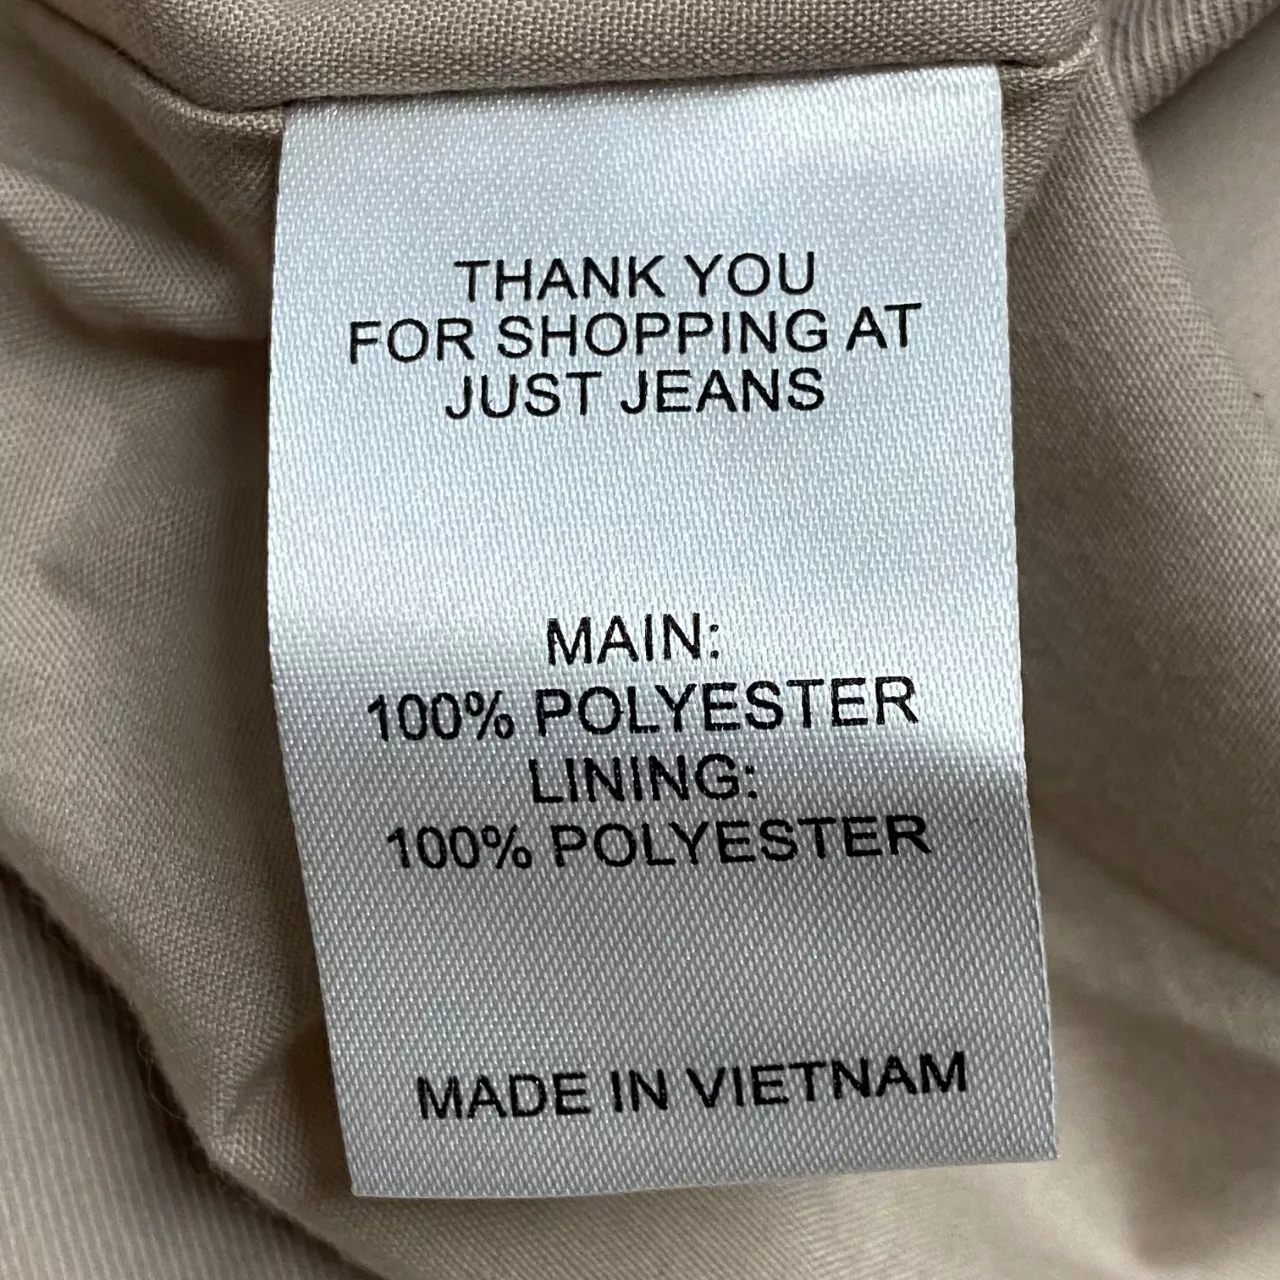 THANK YOU
FOR SHOPPING AT
JUST JEANS
MAIN:
100% POLYESTER
LINING:
100% POLYESTER
MADE IN VIETNAM